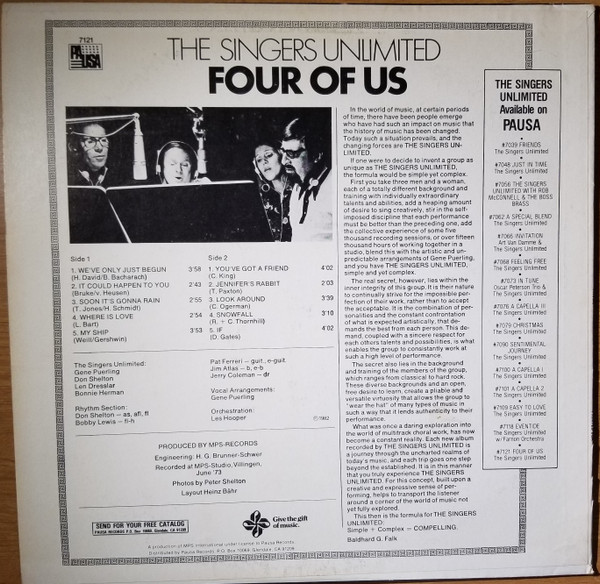 7121
PAUSA
THE SINGERS UNLIMITED
FOUR OF US
Side 1
1. WE'VE ONLY JUST BEGUN 3'58
(H. David/B. Bacharach)
2. IT COULD HAPPEN TO YOU 2'43
(Bruke/v. Heusen)
3. SOON IT'S GONNA RAIN 2'55
(T. Jones/H. Schmidt)
4. WHERE IS LOVE 2'54
(L. Bart)
5. MY SHIP 3'53
(Weill/Gershwin)
Side 2
1. YOU'VE GOT A FRIEND 4'02
(C. King)
2. JENNIFER'S RABBIT 2'03
(T. Paxton)
3. LOOK AROUND 3'39
(C. Ogerman)
4. SNOWFALL 3'10
(R. + C. Thornhill)
5. IF 4'02
(D. Gates)
The Singers Unlimited:
Gene Puerling
Don Shelton
Len Dresslar
Bonnie Herman
Rhythm Section:
Don Shelton – as, afl, fl
Bobby Lewis – fl-h
Pat Ferreri – guit., e-guit.
Jim Atlas – b, e-b
Jerry Coleman – dr
Vocal Arrangements:
Gene Puerling
Orchestration:
Les Hooper
℗1982
PRODUCED BY MPS-RECORDS
Engineering: H. G. Brunner-Schwer
Recorded at MPS-Studio, Villingen,
June '73
Photos by Peter Shelton
Layout Heinz Bähr
SEND FOR YOUR FREE CATALOG
PAUSA RECORDS P.O. Box 10069, Glendale, CA 91209
Give the gift
of music.
A production of MPS, International under license to Pausa Records.
Distributed by Pausa Records, P.O. Box 10069, Glendale, CA 91209
In the world of music, at certain periods
of time, there have been people emerge
who have had such an impact on music that
the history of music has been changed.
Today such a situation prevails, and the
changing forces are THE SINGERS UN-
LIMITED.
If one were to decide to invent a group as
unique as THE SINGERS UNLIMITED,
the formula would be simple yet complex.
First you take three men and a woman,
each of a totally different background and
training with individually extraordinary
talents and abilities, add a heaping amount
of desire to sing creatively, stir in the self-
imposed discipline that each performance
must be better than the preceding one, add
the collective experience of some five
thousand recording sessions, or over fifteen
thousand hours of working together in a
studio, blend this with the artistic and un-
predictable arrangements of Gene Puerling,
and you have THE SINGERS UNLIMITED,
simple and yet complex.
The real secret, however, lies within the
inner integrity of this group. It is their nature
to continually strive for the impossible per-
fection of their work, rather than to accept
the acceptable. It is the combination of per-
sonalities and the constant confrontation
of what is expected artistically, that de-
mands the best from each person. This de-
mand, coupled with a sincere respect for
each others talents and possibilities, is what
enables the group to consistently work at
such a high level of performance.
The secret also lies in the background
and training of the members of the group,
which ranges from classical to hard rock.
These diverse backgrounds and an open,
free desire to learn, create a pliable and
versatile virtuosity that allows the group to
"wear the hat" of many types of music in
such a way that it lends authenticity to their
performance.
What was once a daring exploration into
the world of multitrack choral work, has now
become a constant reality. Each new album
recorded by THE SINGERS UNLIMITED is
a journey through the uncharted realms of
today's music, and each trip goes one step
beyond the established. It is in this manner
that you truly experience THE SINGERS
UNLIMITED. For this concept, built upon a
creative and expressive sense of per-
forming, helps to transport the listener
around a corner of the world of music not
yet fully explored.
This then is the formula for THE SINGERS
UNLIMITED:
Simple + Complex – COMPELLING.
Baldhard G. Falk
THE SINGERS
UNLIMITED
Available on
PAUSA
#7039 FRIENDS
The Singers Unlimited
#7048 JUST IN TIME
The Singers Unlimited
#7056 THE SINGERS
UNLIMITED WITH ROB
McCONNELL & THE BOSS
BRASS
#7062 A SPECIAL BLEND
The Singers Unlimited
#7066 INVITATION
Art Van Damme &
The Singers Unlimited
#7068 FEELING FREE
The Singers Unlimited
#7073 IN TUNE
Oscar Peterson Trio &
The Singers Unlimited
#7076 A CAPELLA III
The Singers Unlimited
#7079 CHRISTMAS
The Singers Unlimited
#7090 SENTIMENTAL
JOURNEY
The Singers Unlimited
#7100 A CAPELLA I
The Singers Unlimited
#7101 A CAPELLA 2
The Singers Unlimited
#7109 EASY TO LOVE
The Singers Unlimited
#7118 EVENTIDE
The Singers Unlimited
w/ Farnon Orchestra
#7121 FOUR OF US
The Singers Unlimited